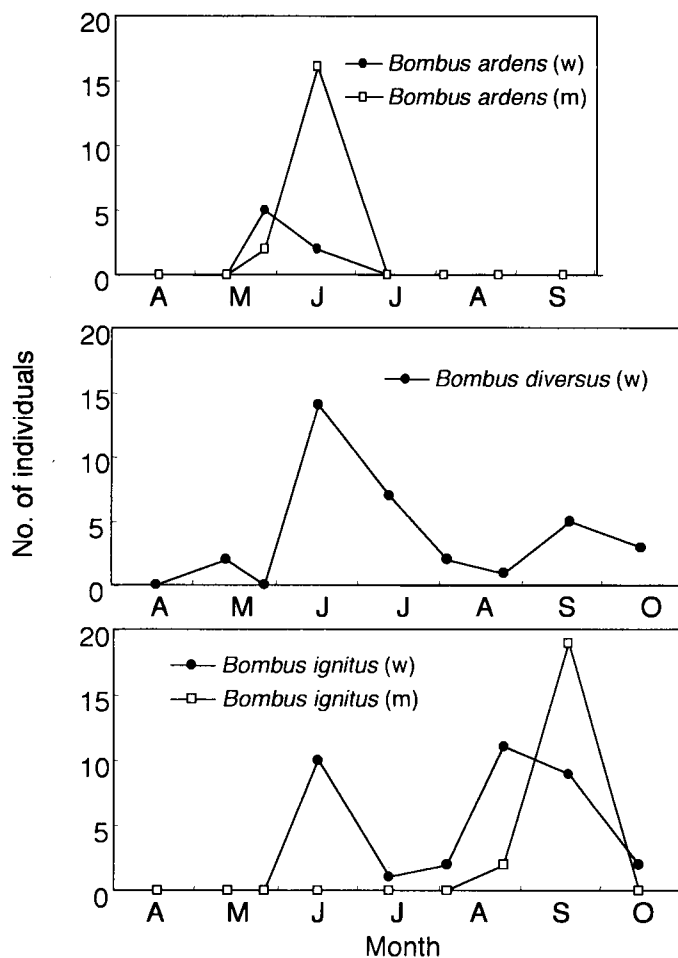 20
Bombus ardens (w)
Bombus ardens (m)
15
10
5
0
A M J J A S
No. of individuals
20
Bombus diversus (w)
15
10
5
0
A M J J A S O
20
Bombus ignitus (w)
Bombus ignitus (m)
15
10
5
0
A M J J A S O
Month